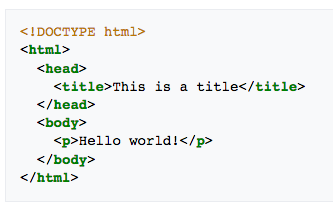 <!DOCTYPE html>
<html>
  <head>
    <title>This is a title</title>
  </head>
  <body>
    <p>Hello world!</p>
  </body>
</html>